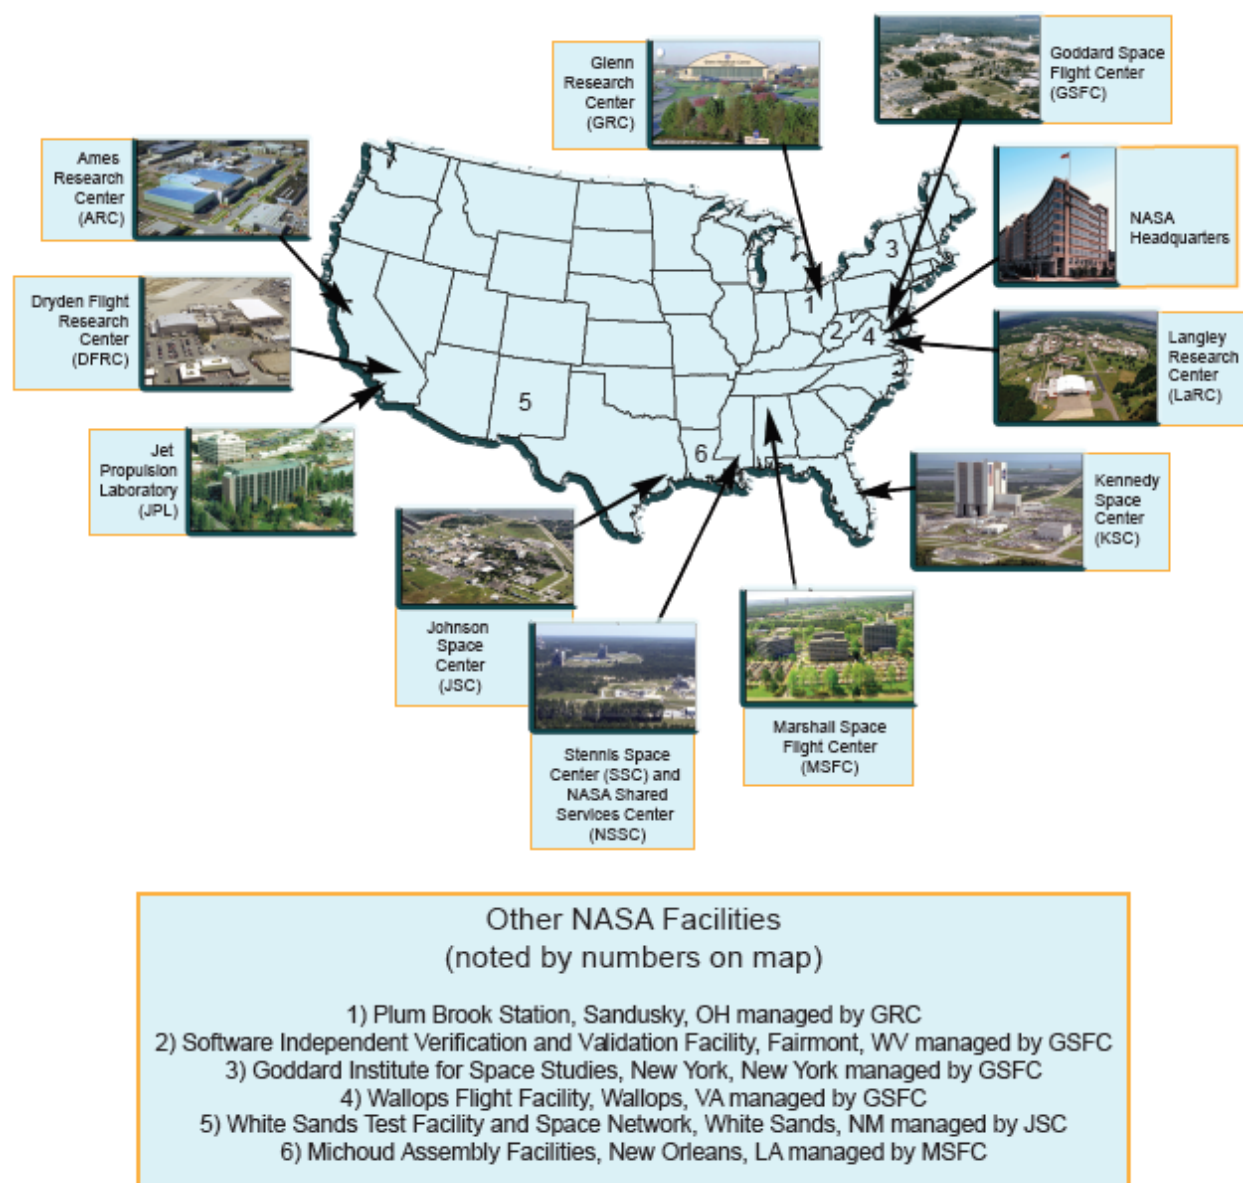 Glenn
Research
Center
(GRC)
Goddard Space
Flight Center
(GSFC)
Ames
Research
Center
(ARC)
NASA
Headquarters
Dryden Flight
Research
Center
(DFRC)
Langley
Research
Center
(LaRC)
Jet
Propulsion
Laboratory
(JPL)
Kennedy
Space
Center
(KSC)
Johnson
Space
Center
(JSC)
Stennis Space
Center (SSC) and
NASA Shared
Services Center
(NSSC)
Marshall Space
Flight Center
(MSFC)
3
1
2
4
5
6
Other NASA Facilities
(noted by numbers on map)
1) Plum Brook Station, Sandusky, OH managed by GRC
2) Software Independent Verification and Validation Facility, Fairmont, WV managed by GSFC
3) Goddard Institute for Space Studies, New York, New York managed by GSFC
4) Wallops Flight Facility, Wallops, VA managed by GSFC
5) White Sands Test Facility and Space Network, White Sands, NM managed by JSC
6) Michoud Assembly Facilities, New Orleans, LA managed by MSFC